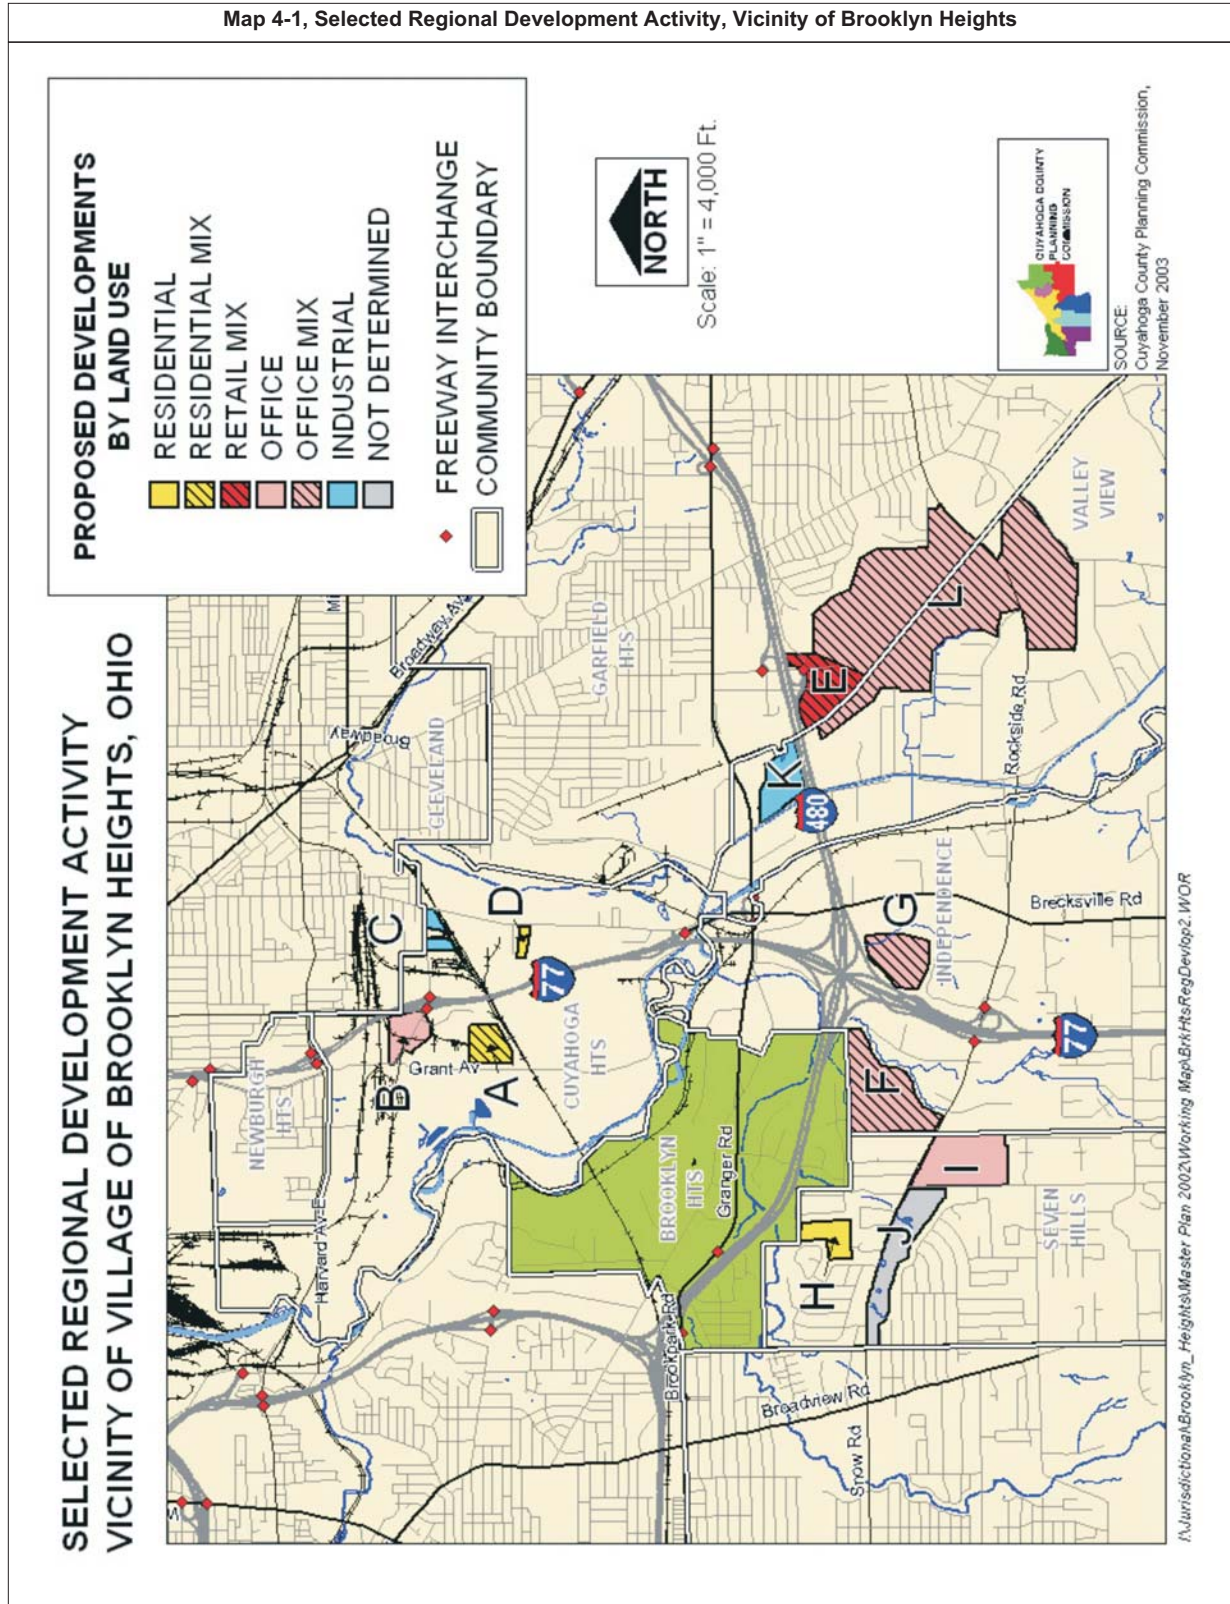 Map 4-1, Selected Regional Development Activity, Vicinity of Brooklyn Heights
SELECTED REGIONAL DEVELOPMENT ACTIVITY
VICINITY OF VILLAGE OF BROOKLYN HEIGHTS, OHIO
PROPOSED DEVELOPMENTS
BY LAND USE
RESIDENTIAL
RESIDENTIAL MIX
RETAIL MIX
OFFICE
OFFICE MIX
INDUSTRIAL
NOT DETERMINED
FREEWAY INTERCHANGE
COMMUNITY BOUNDARY
NORTH
Scale: 1" = 4,000 Ft.
CUYAHOGA COUNTY
PLANNING
COMMISSION
SOURCE:
Cuyahoga County Planning Commission,
November 2003
W
Harvard Av-E
NEWBURGH
HTS
Mi
Broadway Av
Broadway
CLEVELAND
B
Grant Av
A
C
D
77
CUYAHOGA
HTS
GARFIELD
HTS
BROOKLYN
HTS
Granger Rd
Brookpark Rd
Broadview Rd
Snow Rd
H
J
I
F
G
K
480
E
L
SEVEN
HILLS
77
INDEPENDENCE
Brecksville Rd
Rockside Rd
VALLEY
VIEW
I:\Jurisdictional\Brooklyn_Heights\Master Plan 2002\Working Map\BrkHtsRegDevlop2.WOR